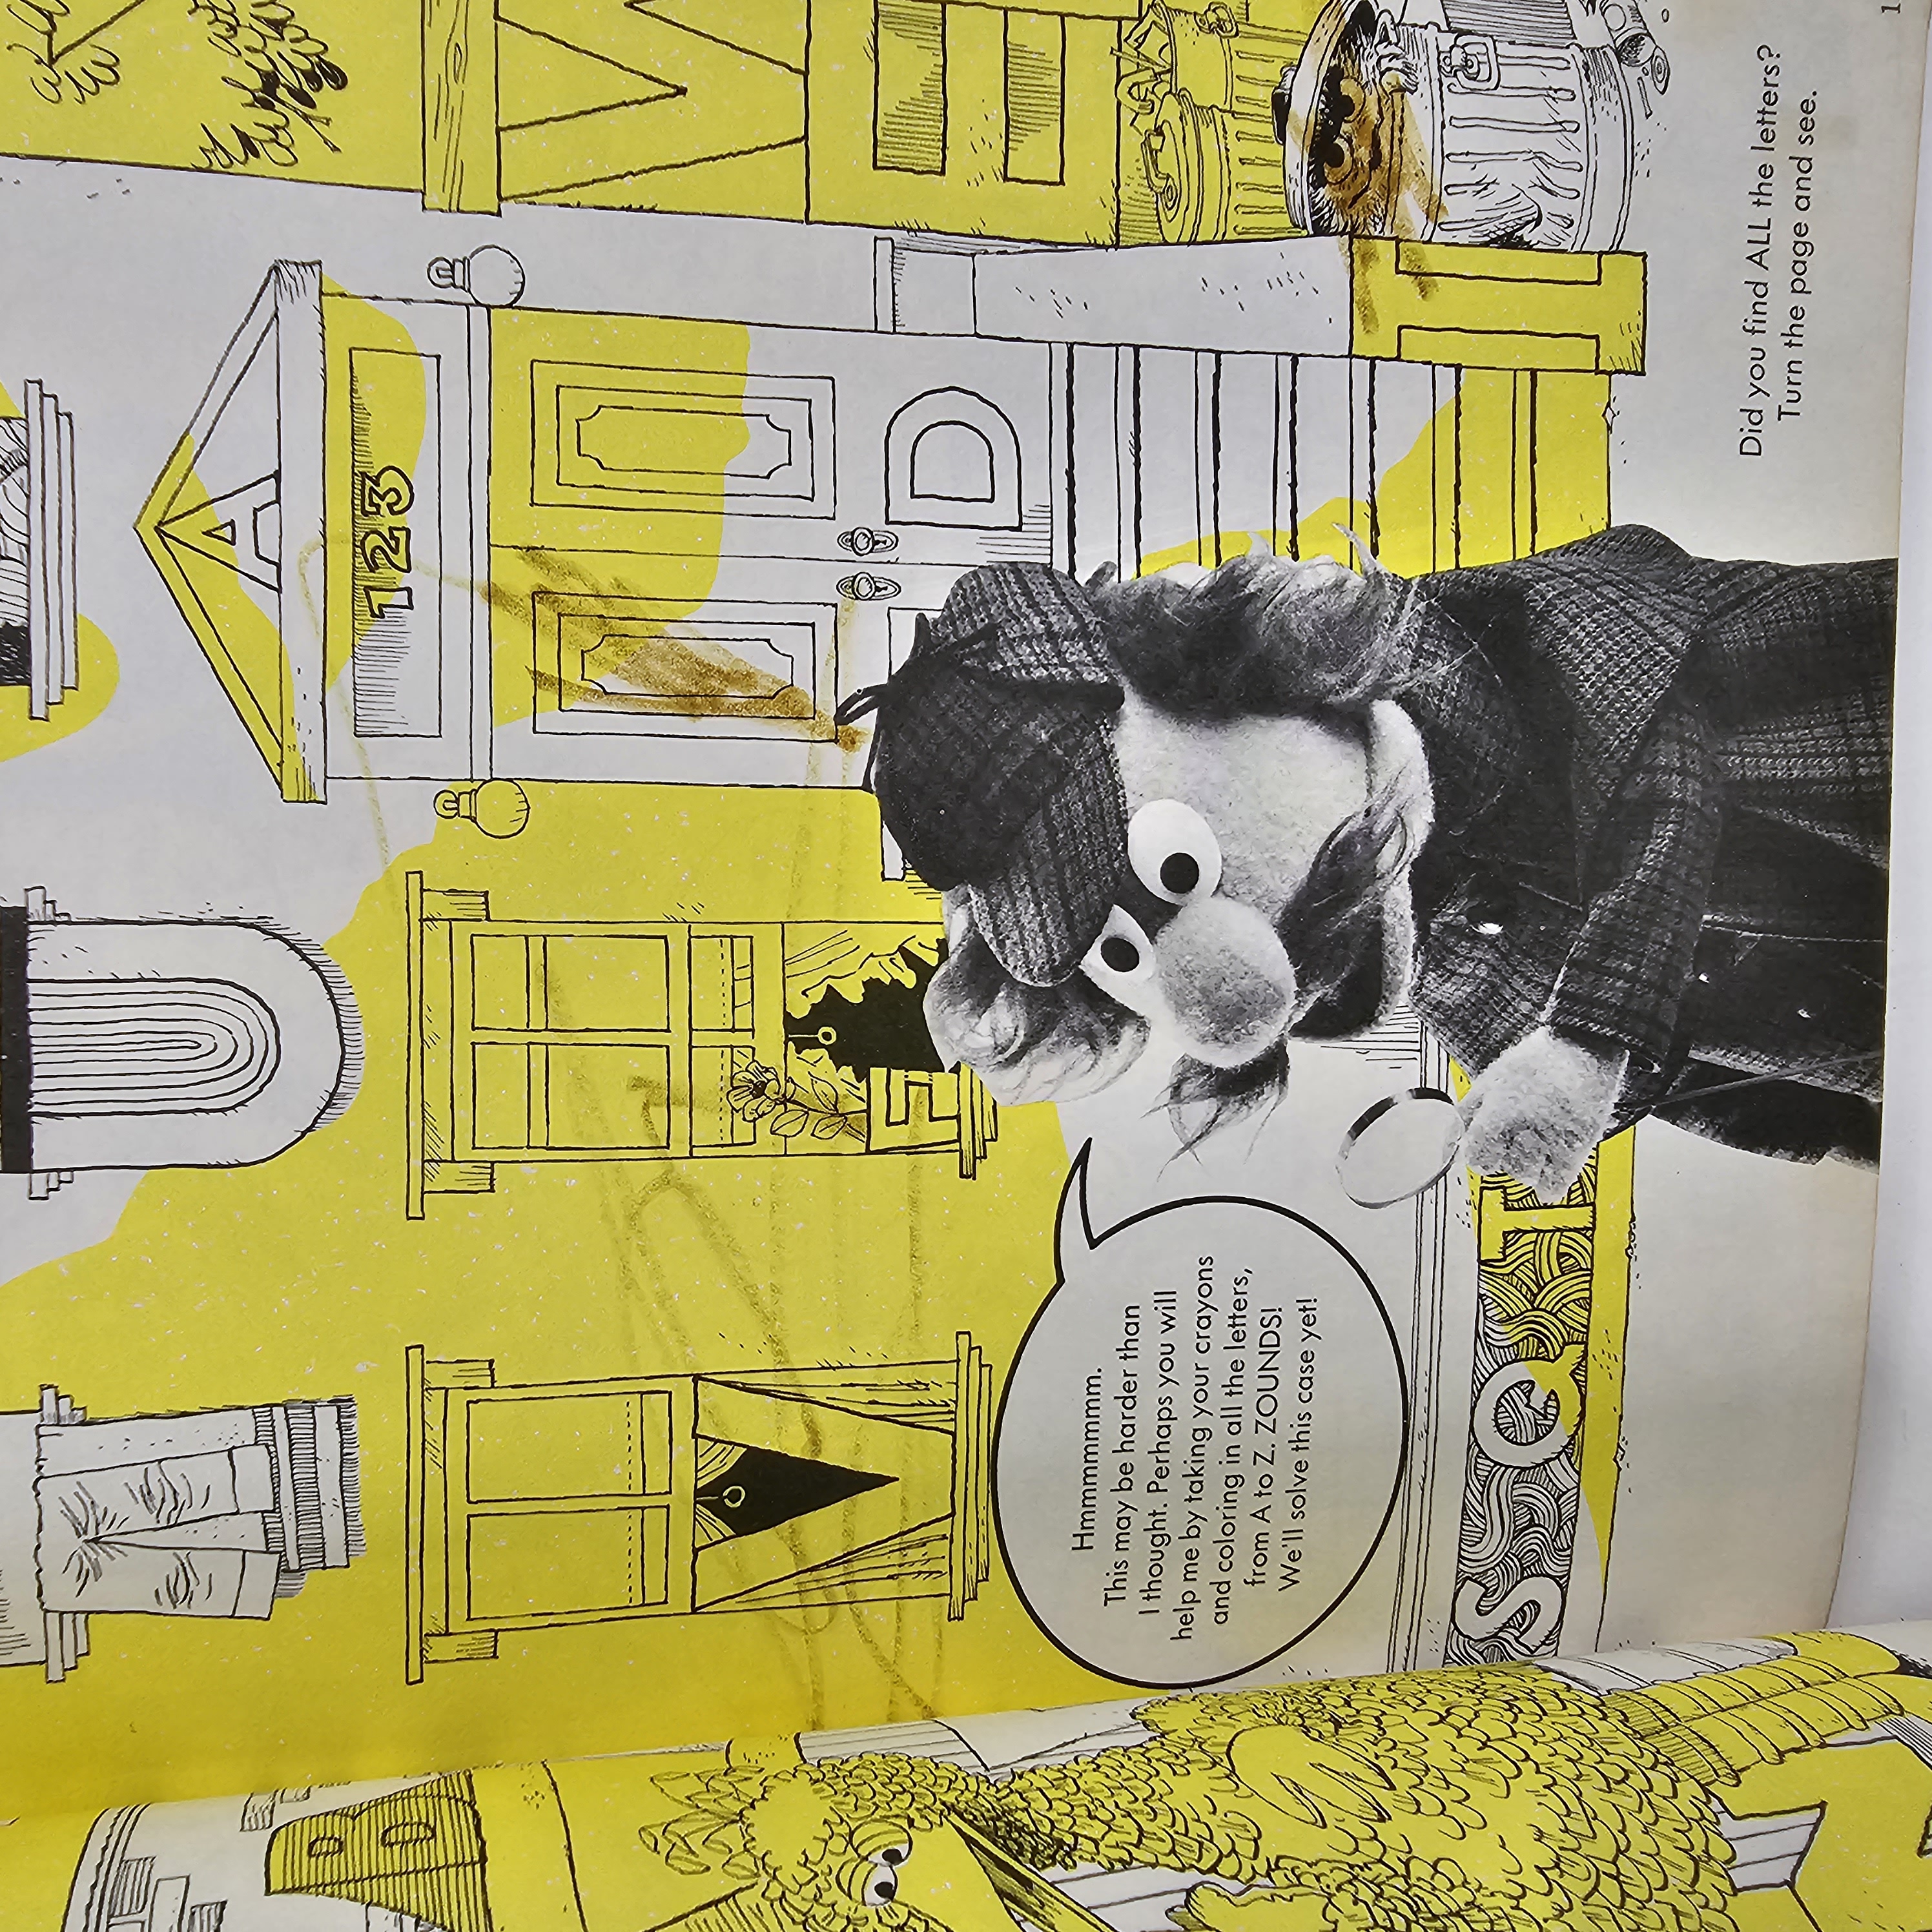 U
A
123
B
V
W
F
D
E
Hmmmmmmm.
This may be harder than
I thought. Perhaps you will
help me by taking your crayons
and coloring in all the letters,
from A to Z. ZOUNDS!
We'll solve this case yet!
S Q T
I
Did you find ALL the letters?
Turn the page and see.